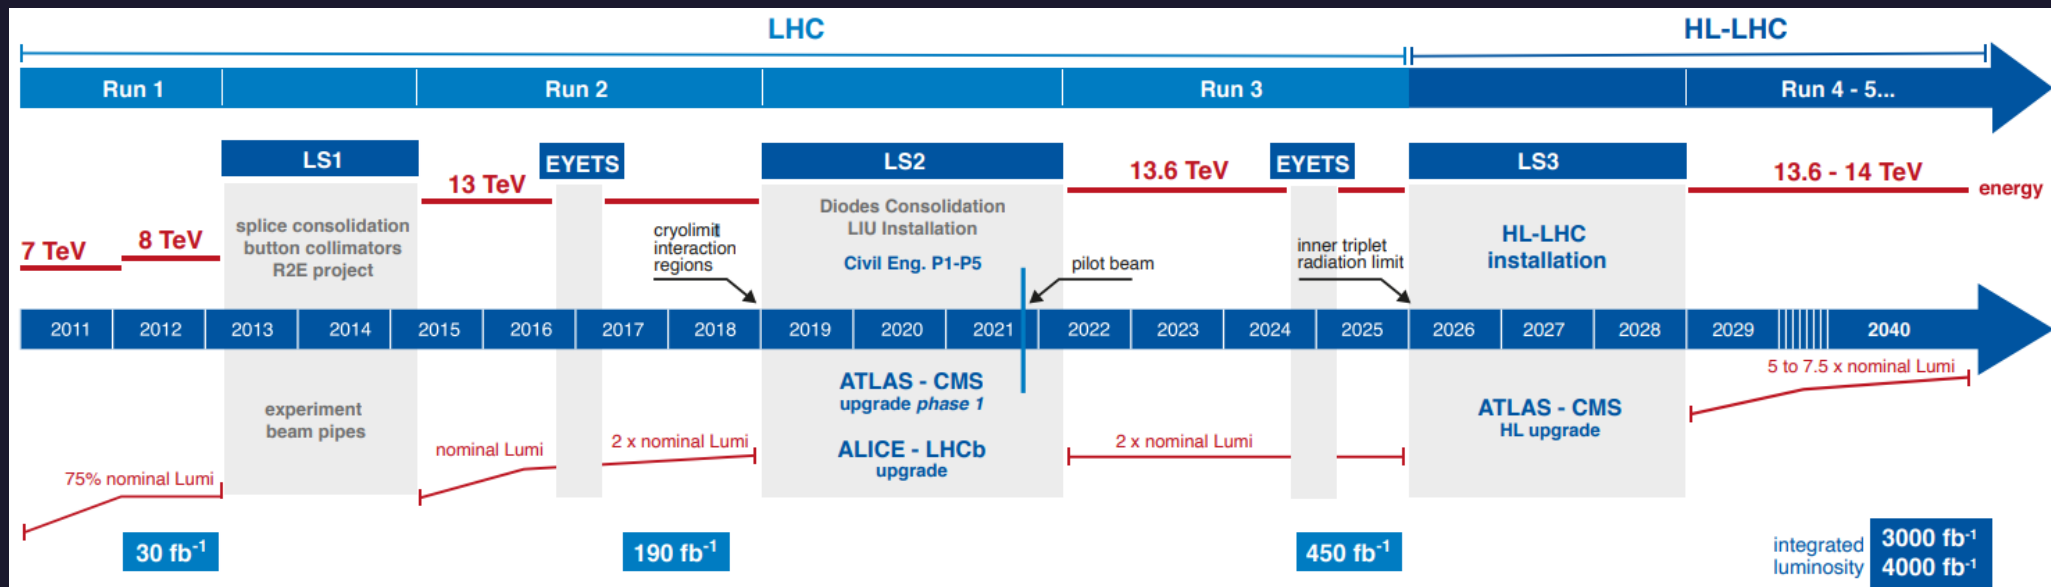 LHC
HL-LHC
Run 1
Run 2
Run 3
Run 4 - 5...
LS1
EYETS
LS2
EYETS
LS3
13 TeV
13.6 TeV
13.6 - 14 TeV
energy
7 TeV
8 TeV
splice consolidation
button collimators
R2E project
cryolimit
interaction
regions
Diodes Consolidation
LIU Installation
Civil Eng. P1-P5
pilot beam
inner triplet
radiation limit
HL-LHC
installation
2011 2012 2013 2014 2015 2016 2017 2018 2019 2020 2021 2022 2023 2024 2025 2026 2027 2028 2029 2040
5 to 7.5 x nominal Lumi
experiment
beam pipes
ATLAS - CMS
upgrade phase 1
ALICE - LHCb
upgrade
ATLAS - CMS
HL upgrade
75% nominal Lumi
nominal Lumi
2 x nominal Lumi
2 x nominal Lumi
30 fb⁻¹
190 fb⁻¹
450 fb⁻¹
integrated
luminosity
3000 fb⁻¹
4000 fb⁻¹